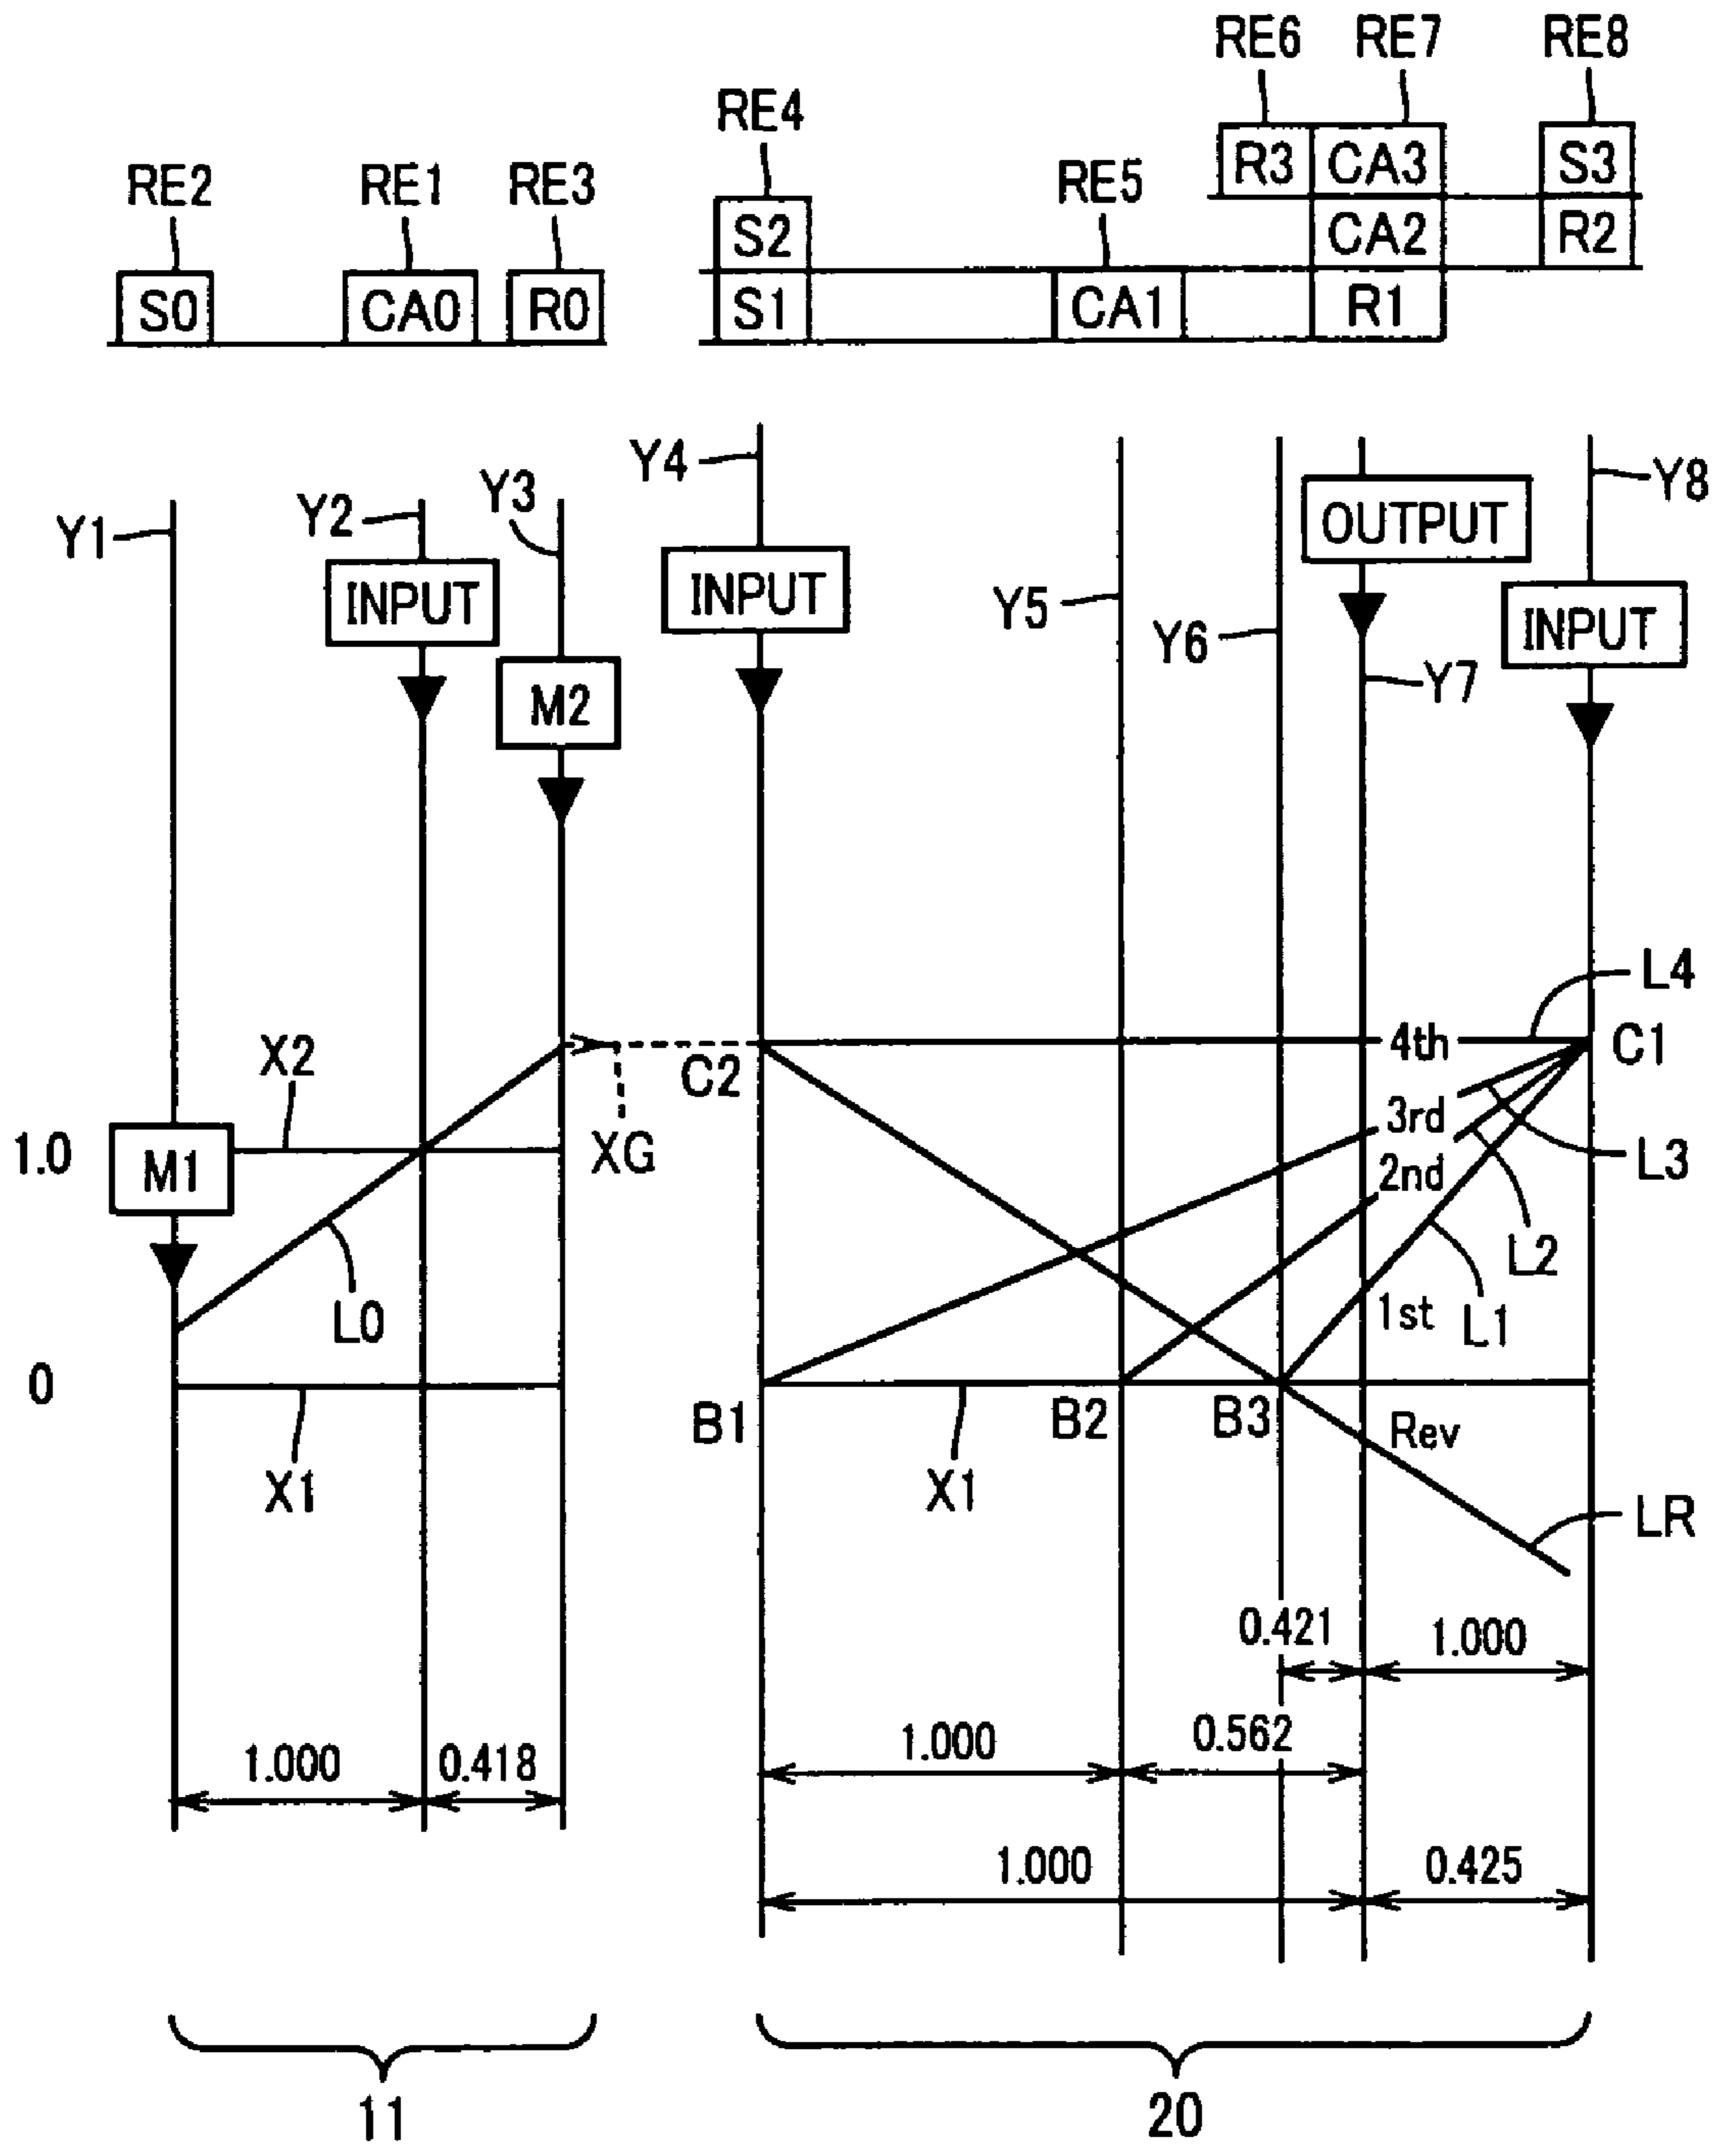 RE6 RE7 RE8
RE4
R3 CA3 S3
RE2 RE1 RE3 RE5
S2 CA2 R2
S0 CA0 R0 S1 CA1 R1
Y4 Y8
Y3
Y2
Y1
OUTPUT
INPUT INPUT Y5 INPUT
Y6
Y7
M2
L4
X2 4th C1
C2
3rd
1.0 M1 XG L3
2nd
L2
L0 1st L1
0
B1 B2 B3 Rev
X1 X1
LR
0.421 1.000
1.000 0.562
1.000 0.418
1.000 0.425
11 20